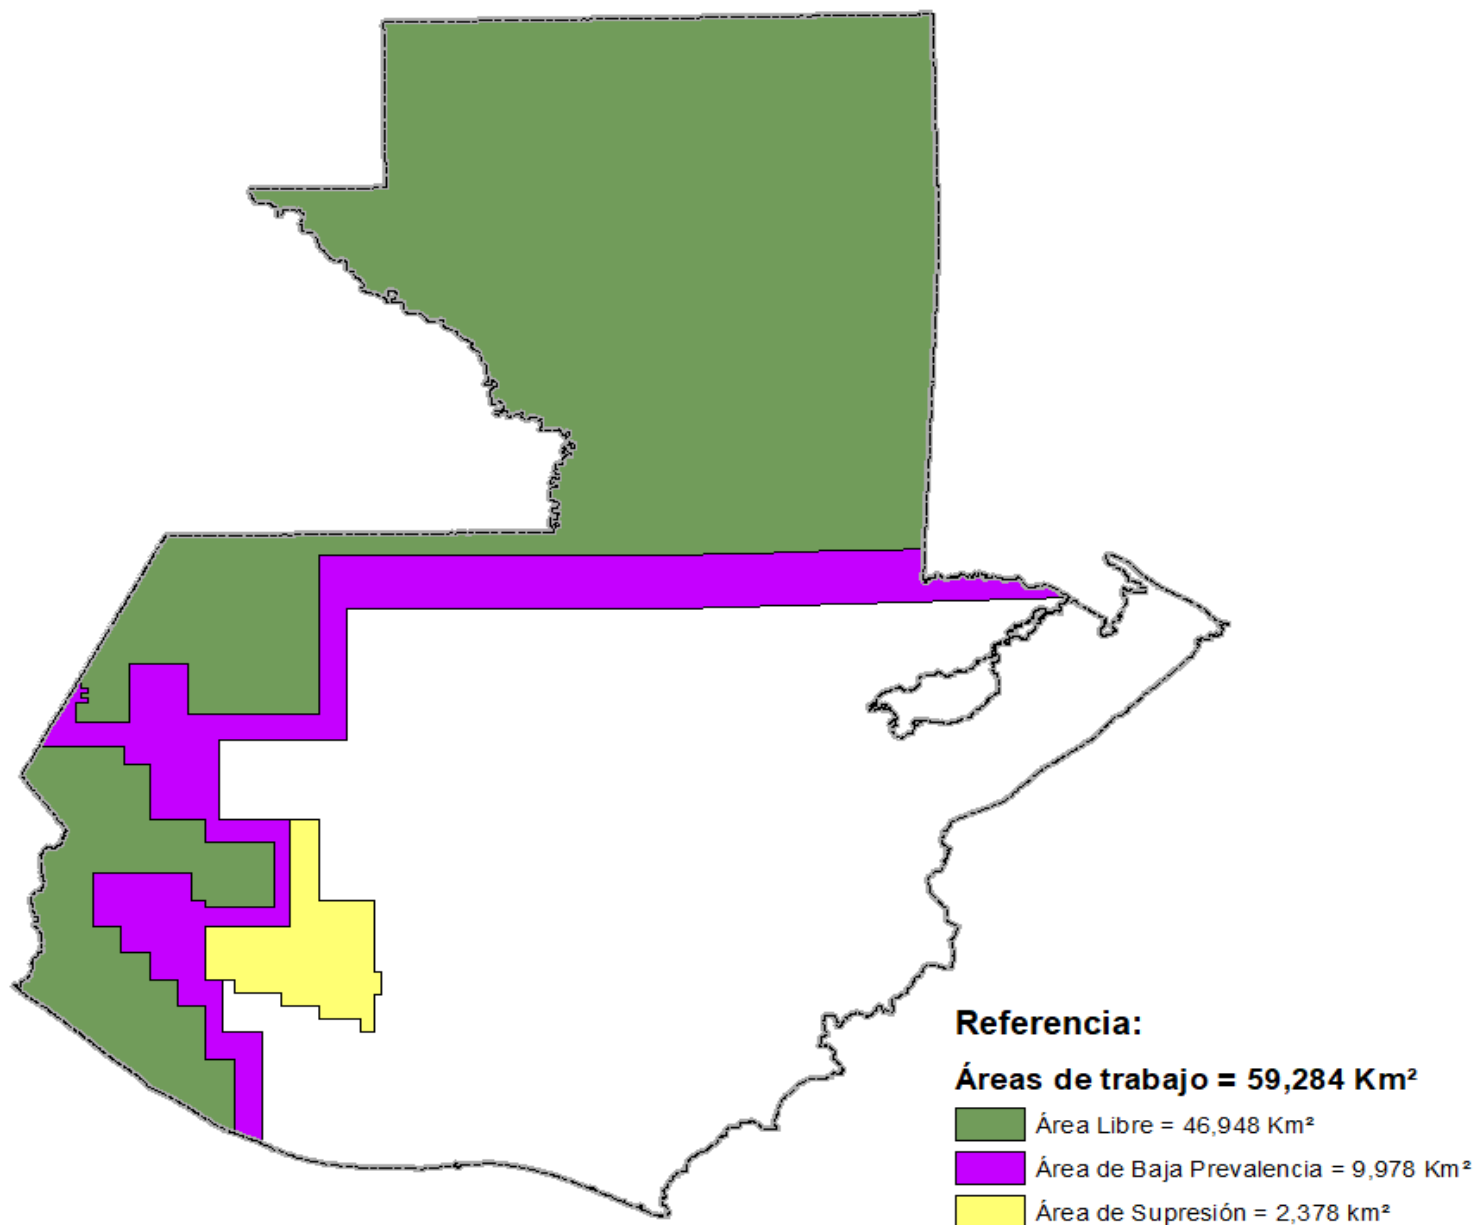 Referencia:
Áreas de trabajo = 59,284 Km²
Área Libre = 46,948 Km²
Área de Baja Prevalencia = 9,978 Km²
Área de Supresión = 2,378 km²